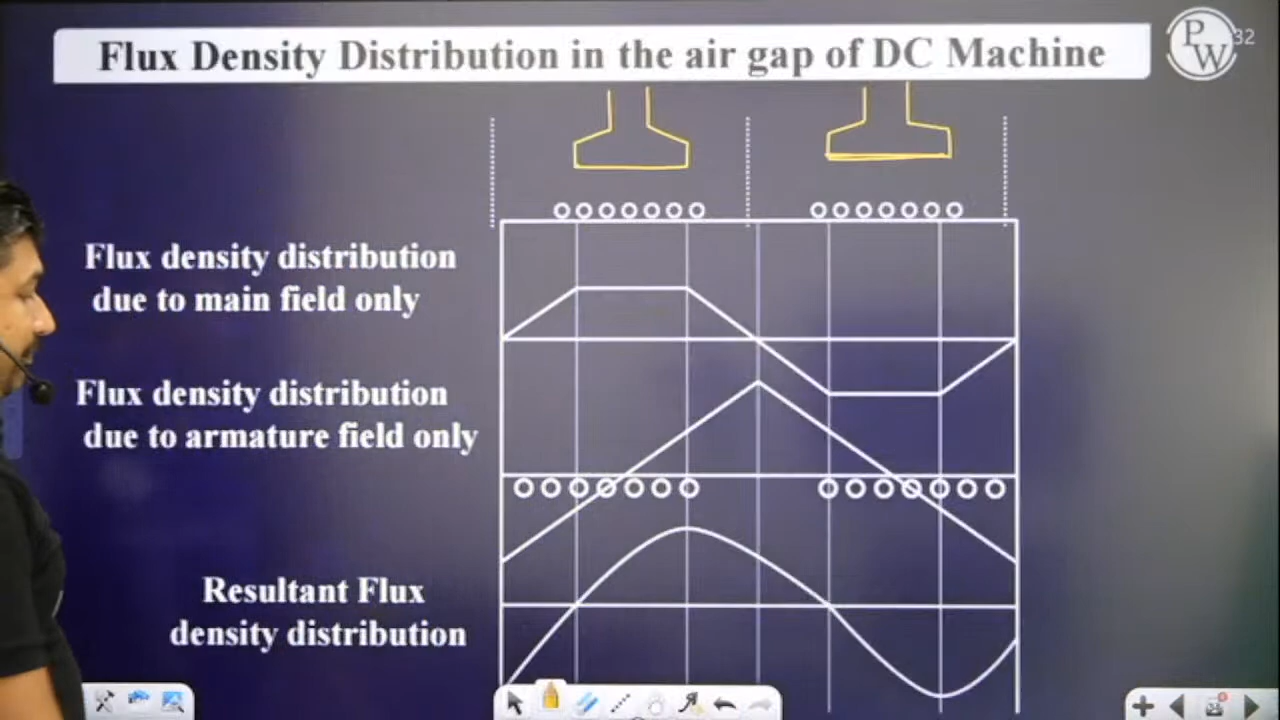 Flux Density Distribution in the air gap of DC Machine
PW
32
Flux density distribution
due to main field only
Flux density distribution
due to armature field only
Resultant Flux
density distribution